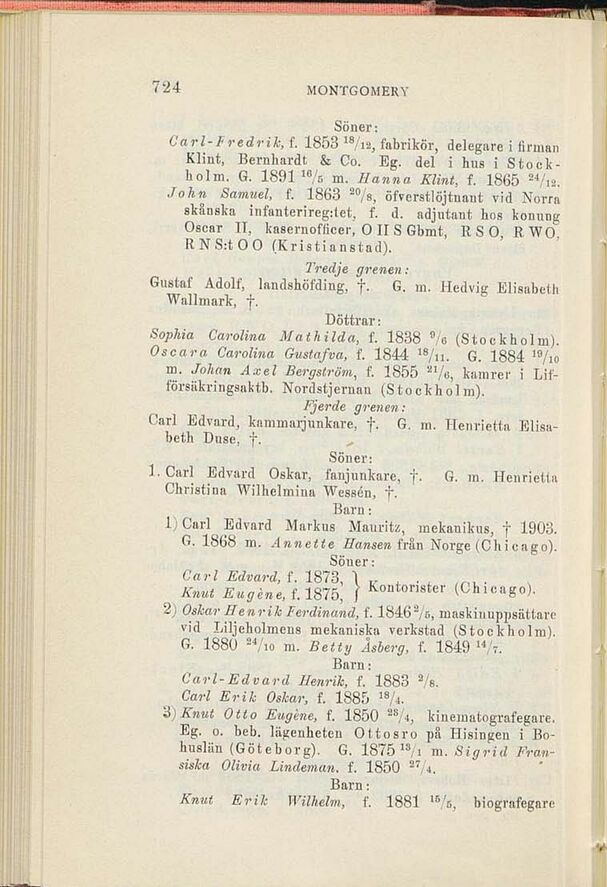 724
MONTGOMERY
Söner:
Carl-Fredrik, f. 1853 18/12, fabrikör, delegare i firman
Klint, Bernhardt & Co. Eg. del i hus i Stock-
holm. G. 1891 16/5 m. Hanna Klint, f. 1865 24/12.
John Samuel, f. 1863 20/8, öfverstlöjtnant vid Norra
skånska infanterireg:tet, f. d. adjutant hos konung
Oscar II, kasernofficer, O II S Gbmt, R S O, R W O,
R N S:t O O (Kristianstad).
Tredje grenen:
Gustaf Adolf, landshöfding, †. G. m. Hedvig Elisabeth
Wallmark, †.
Döttrar:
Sophia Carolina Mathilda, f. 1838 9/6 (Stockholm).
Oscara Carolina Gustafva, f. 1844 18/11. G. 1884 19/10
m. Johan Axel Bergström, f. 1855 21/6, kamrer i Lif-
försäkringsaktb. Nordstjernan (Stockholm).
Fjerde grenen:
Carl Edvard, kammarjunkare, †. G. m. Henrietta Elisa-
beth Duse, †.
Söner:
1. Carl Edvard Oskar, fanjunkare, †. G. m. Henrietta
Christina Wilhelmina Wessén, †.
Barn:
1) Carl Edvard Markus Mauritz, mekanikus, † 1903.
G. 1868 m. Annette Hansen från Norge (Chicago).
Söner:
Carl Edvard, f. 1873, }
Knut Eugène, f. 1875, } Kontorister (Chicago).
2) Oskar Henrik Ferdinand, f. 1846 2/5, maskinuppsättare
vid Liljeholmens mekaniska verkstad (Stockholm).
G. 1880 24/10 m. Betty Åsberg, f. 1849 14/7.
Barn:
Carl-Edvard Henrik, f. 1883 2/8.
Carl Erik Oskar, f. 1885 18/4.
3) Knut Otto Eugène, f. 1850 28/4, kinematografegare.
Eg. o. beb. lägenheten Ottosro på Hisingen i Bo-
huslän (Göteborg). G. 1875 13/1 m. Sigrid Fran-
siska Olivia Lindeman, f. 1850 27/4.
Barn:
Knut Erik Wilhelm, f. 1881 15/5, biografegare